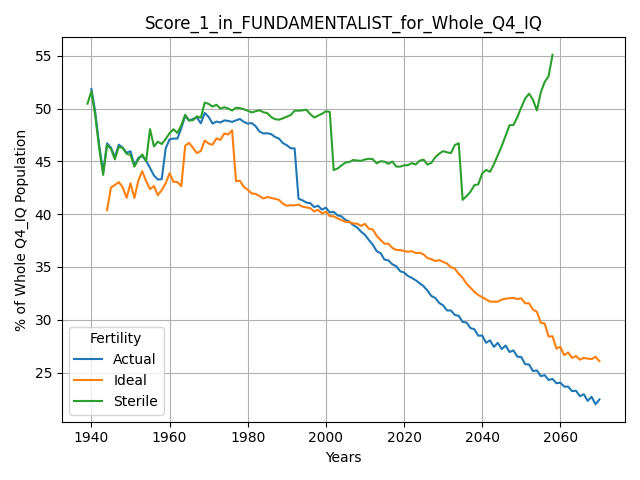 Score_1_in_FUNDAMENTALIST_for_Whole_Q4_IQ
% of Whole Q4_IQ Population
55
50
45
40
35
30
25
Fertility
Actual
Ideal
Sterile
1940 1960 1980 2000 2020 2040 2060
Years